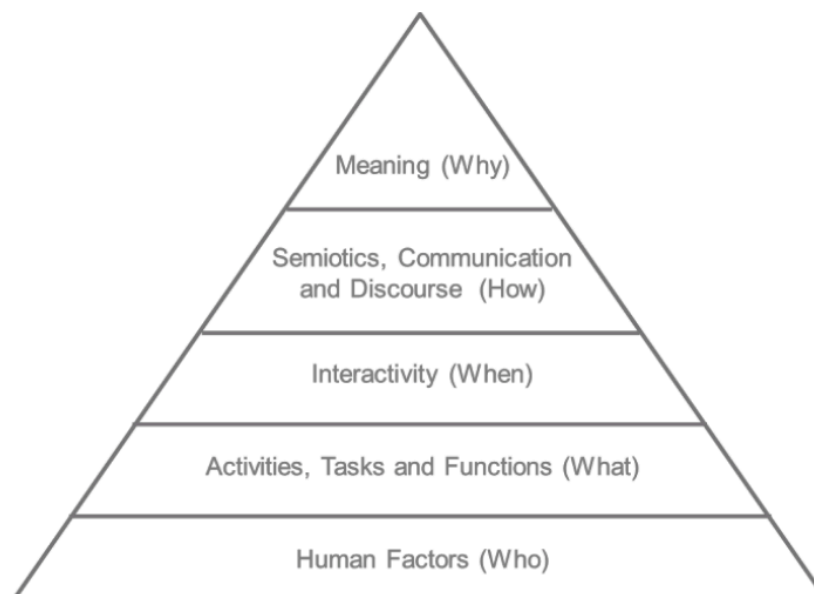 Meaning (Why)
Semiotics, Communication
and Discourse (How)
Interactivity (When)
Activities, Tasks and Functions (What)
Human Factors (Who)